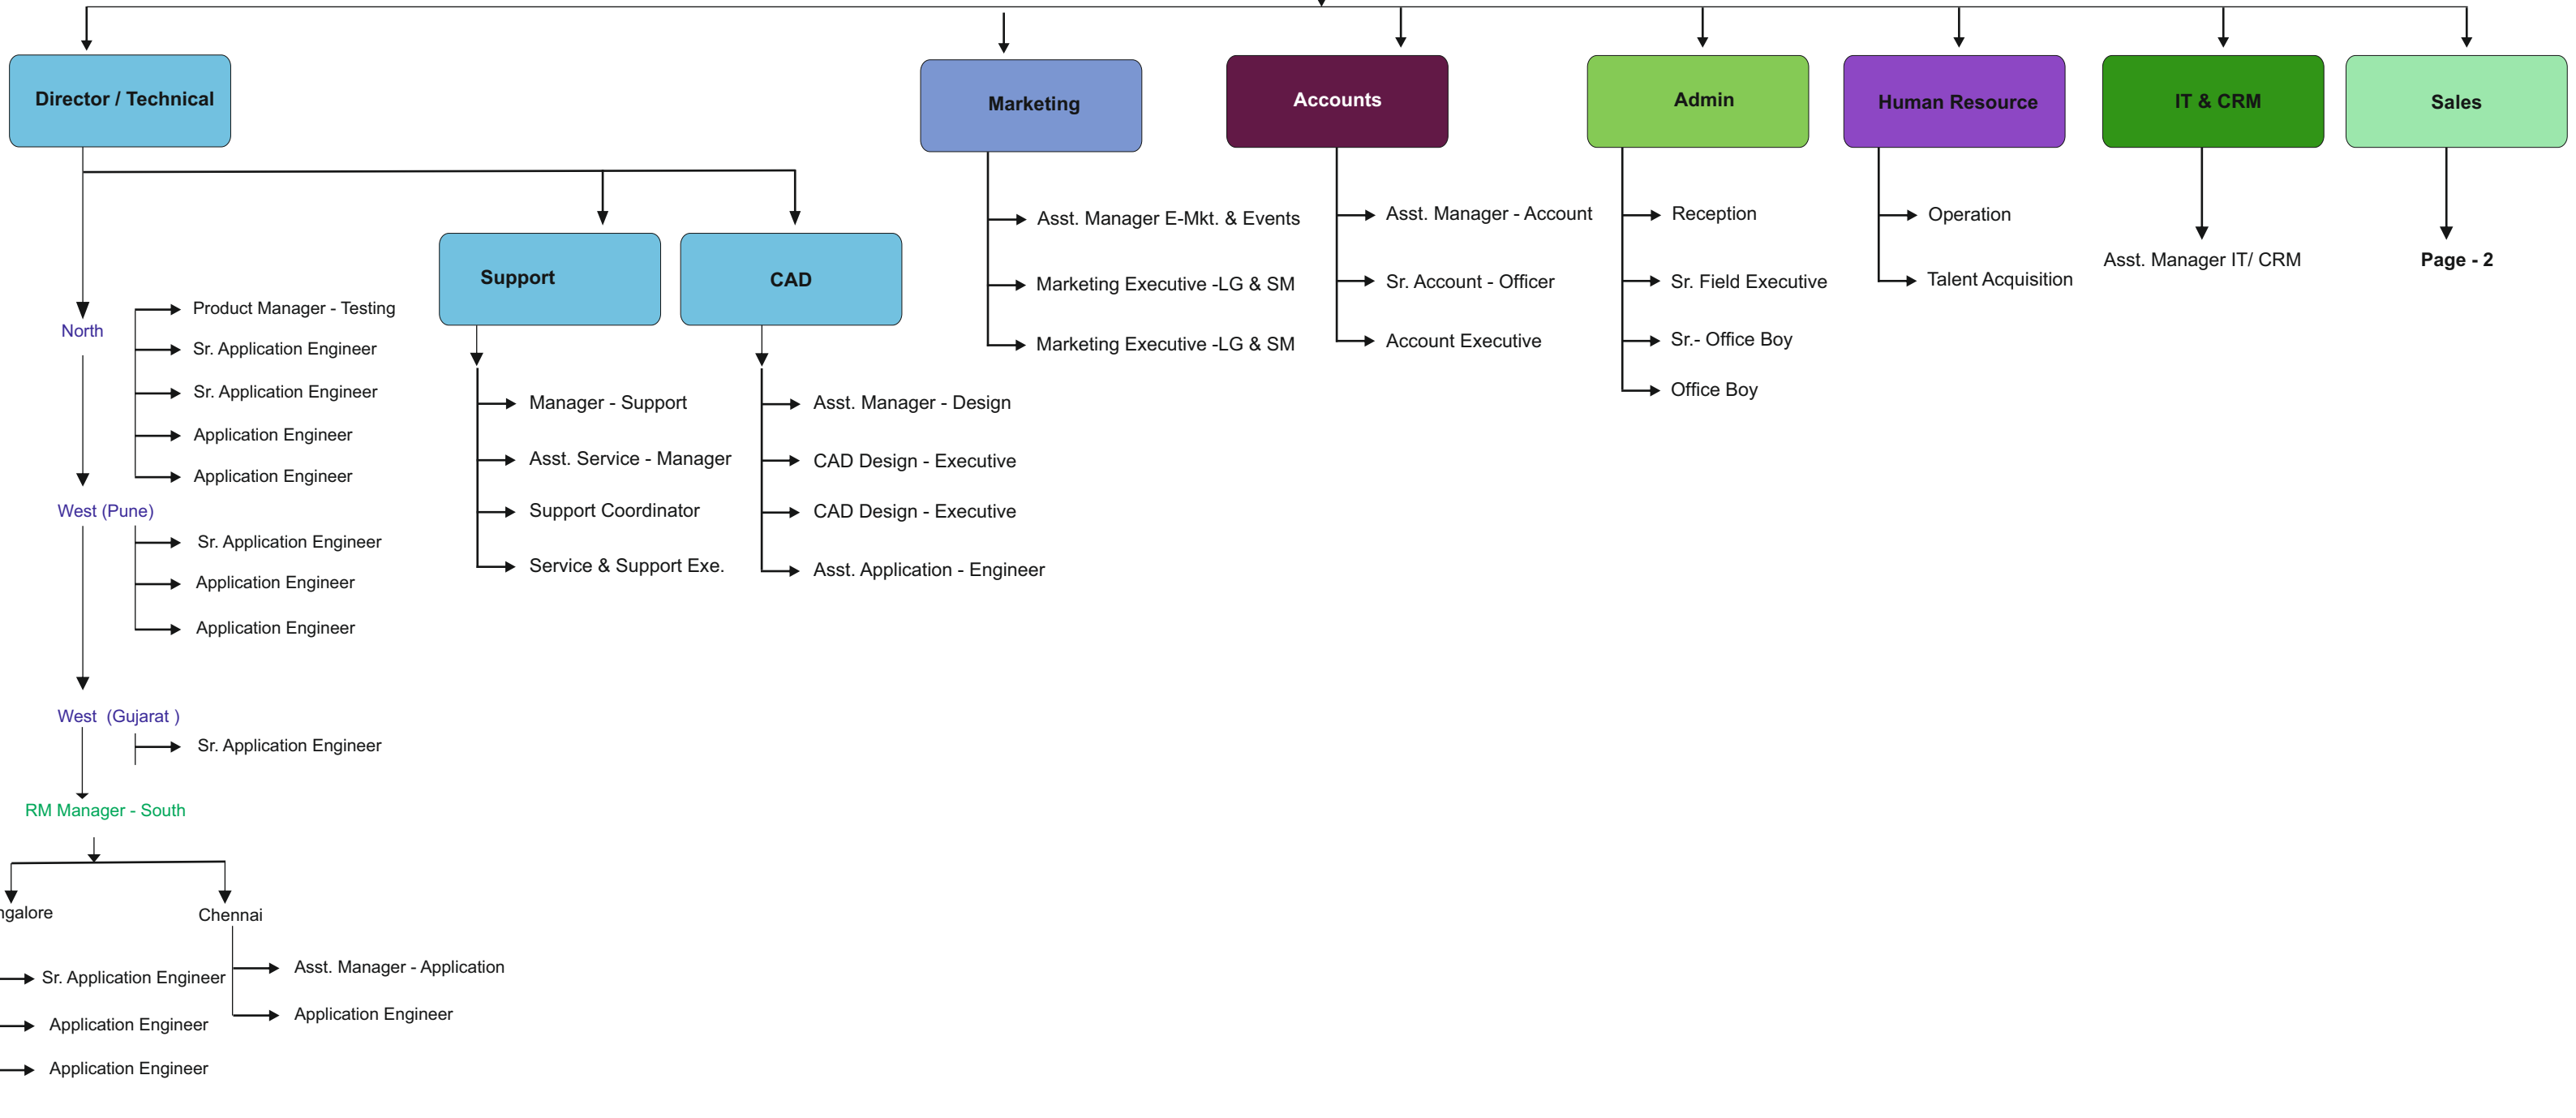 Director / Technical
Marketing
Accounts
Admin
Human Resource
IT & CRM
Sales
Support
CAD
North
Product Manager - Testing
Sr. Application Engineer
Sr. Application Engineer
Application Engineer
Application Engineer
West (Pune)
Sr. Application Engineer
Application Engineer
Application Engineer
West (Gujarat )
Sr. Application Engineer
RM Manager - South
ngalore
Sr. Application Engineer
Application Engineer
Application Engineer
Chennai
Asst. Manager - Application
Application Engineer
Manager - Support
Asst. Service - Manager
Support Coordinator
Service & Support Exe.
Asst. Manager - Design
CAD Design - Executive
CAD Design - Executive
Asst. Application - Engineer
Asst. Manager E-Mkt. & Events
Marketing Executive -LG & SM
Marketing Executive -LG & SM
Asst. Manager - Account
Sr. Account - Officer
Account Executive
Reception
Sr. Field Executive
Sr.- Office Boy
Office Boy
Operation
Talent Acquisition
Asst. Manager IT/ CRM
Page - 2